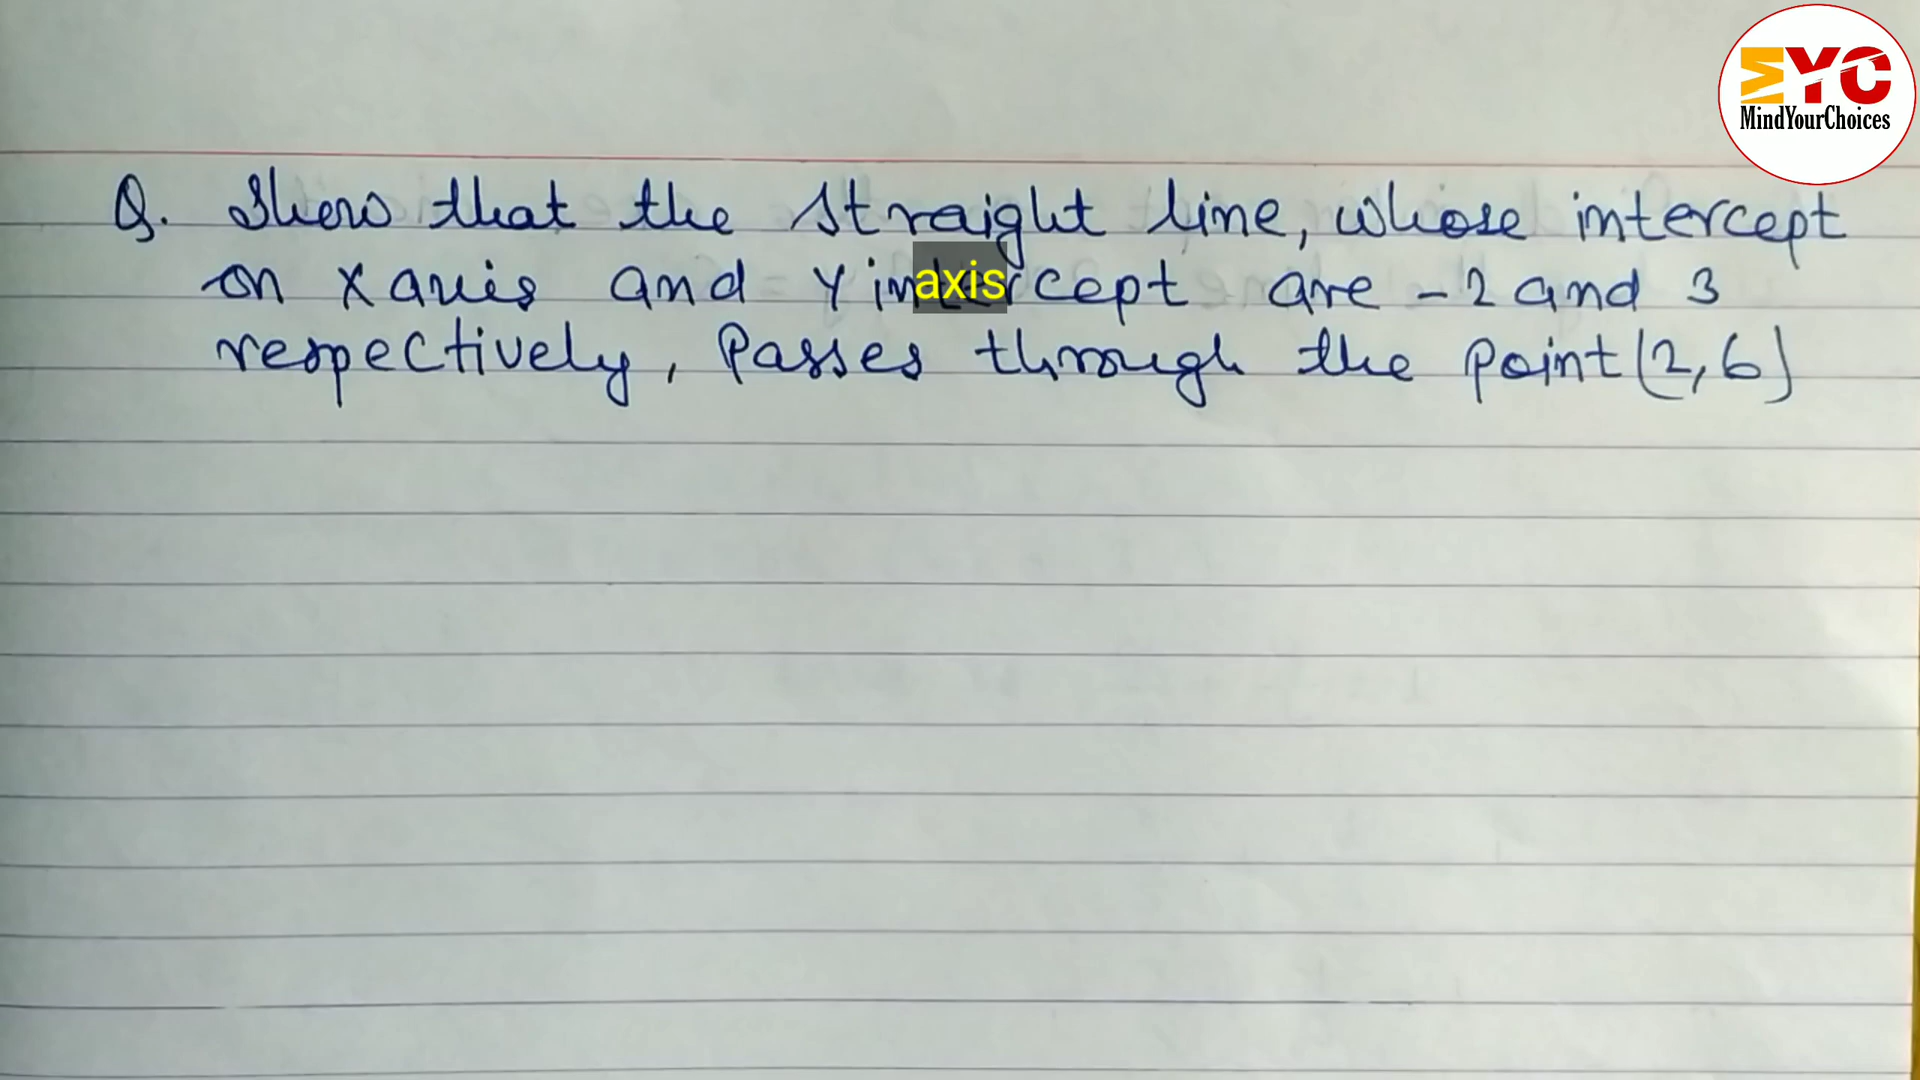 MYC
MindYourChoices
Q. Show that the straight line, whose intercept
on X axis and Y intercept are -2 and 3
axis
respectively, Passes through the point (2,6)